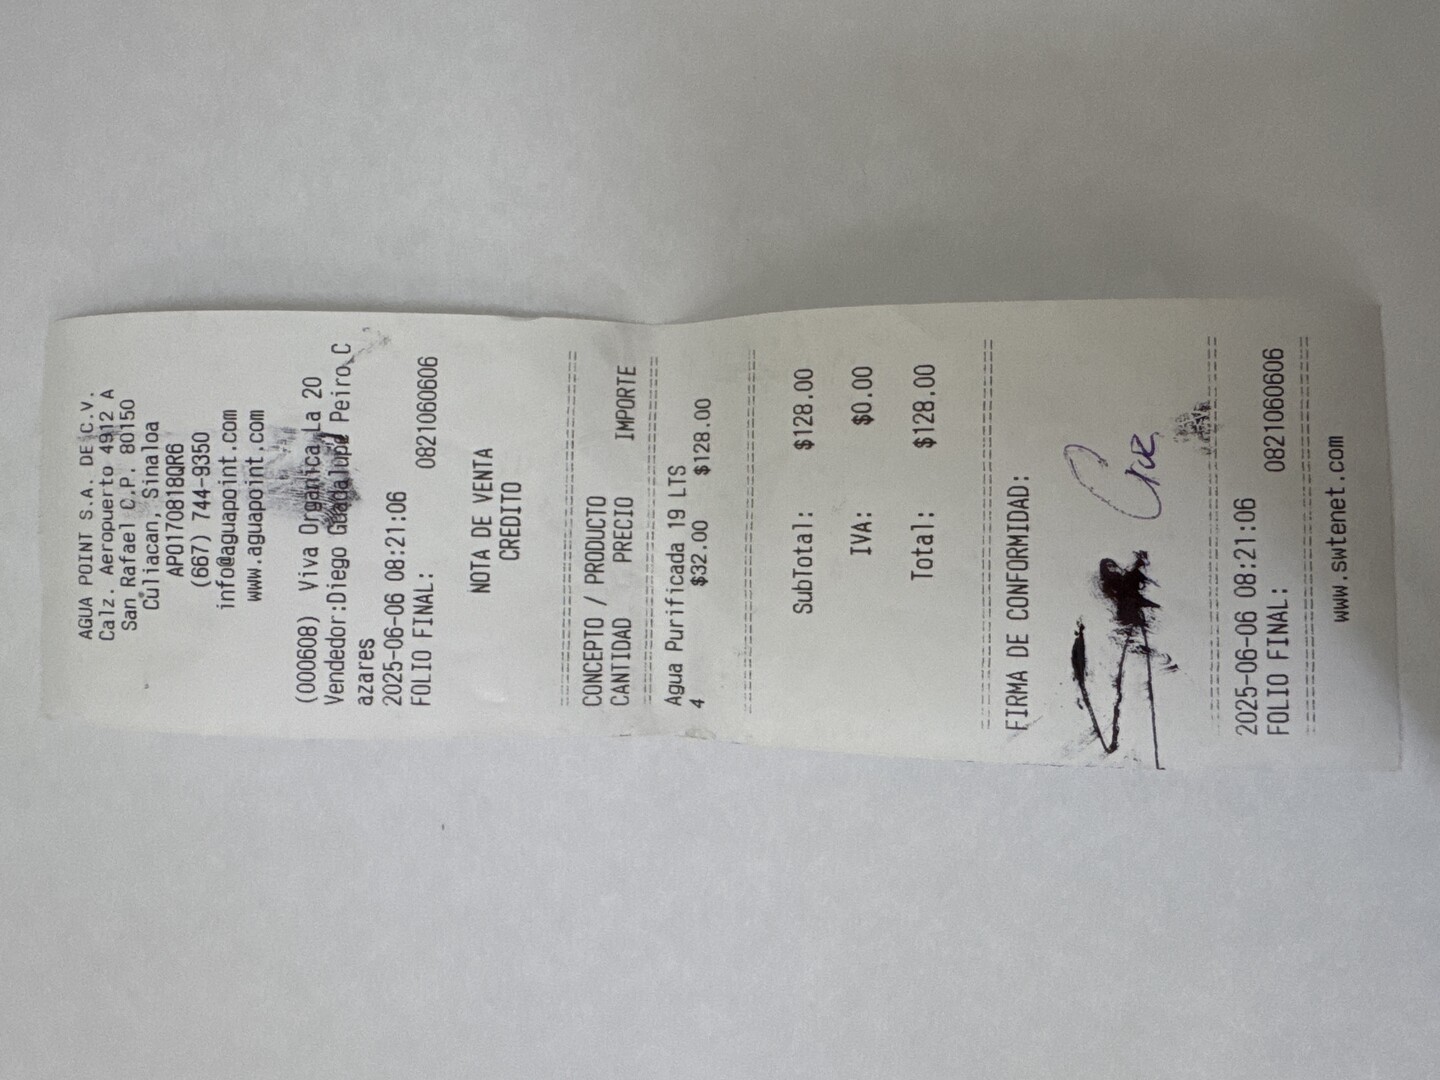 AGUA POINT S.A. DE C.V.
Calz. Aeropuerto 4912 A
San Rafael C.P. 80150
Culiacan, Sinaloa
APO170818QR6
(667) 744-9350
info@aguapoint.com
www.aguapoint.com
(000608) Viva Organica La 20
Vendedor:Diego Guadalupe Peiro C
azares
2025-06-06 08:21:06
FOLIO FINAL: 0821060606
NOTA DE VENTA
CREDITO
================================
CONCEPTO / PRODUCTO
CANTIDAD PRECIO IMPORTE
================================
Agua Purificada 19 LTS
4 $32.00 $128.00
================================
SubTotal: $128.00
IVA: $0.00
Total: $128.00
================================
FIRMA DE CONFORMIDAD:
================================
2025-06-06 08:21:06
FOLIO FINAL: 0821060606
================================
www.swtenet.com